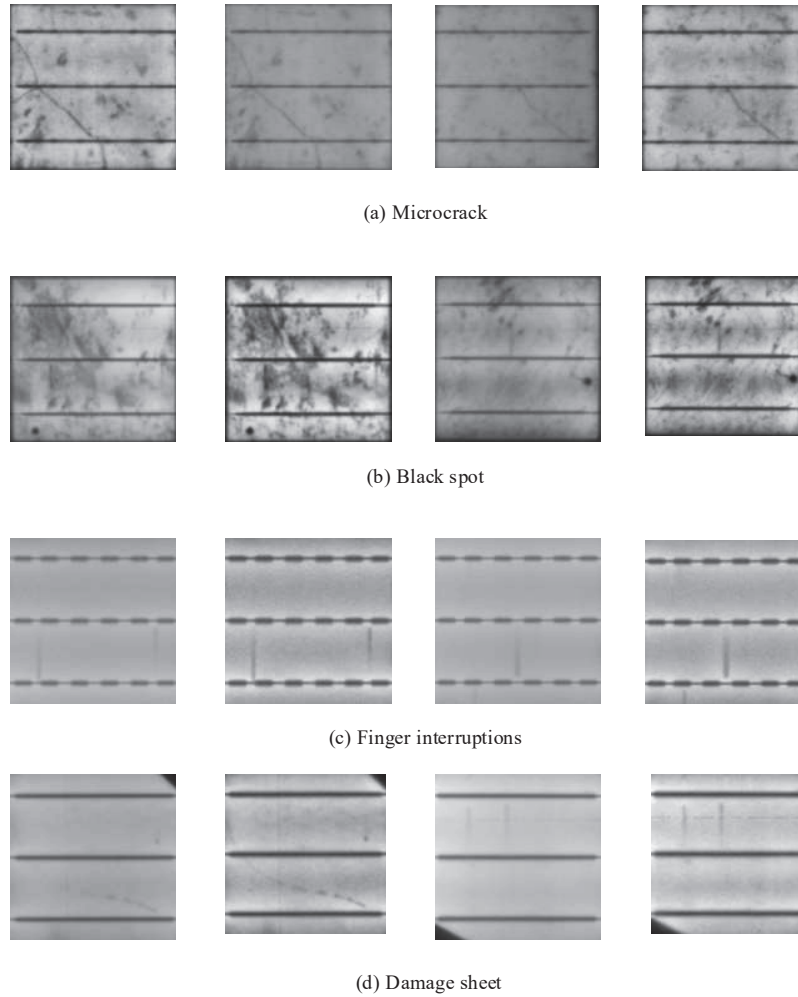 (a) Microcrack
(b) Black spot
(c) Finger interruptions
(d) Damage sheet